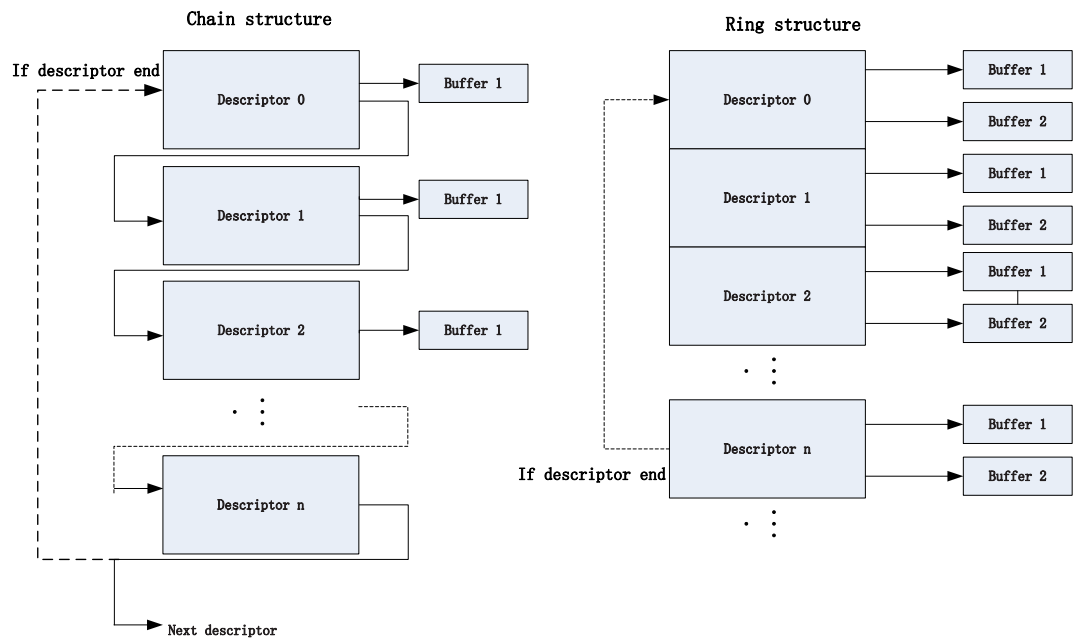 Chain structure
If descriptor end
Descriptor 0
Buffer 1
Descriptor 1
Buffer 1
Descriptor 2
Buffer 1
Descriptor n
Next descriptor
Ring structure
Descriptor 0
Buffer 1
Buffer 2
Descriptor 1
Buffer 1
Buffer 2
Descriptor 2
Buffer 1
Buffer 2
Descriptor n
Buffer 1
Buffer 2
If descriptor end